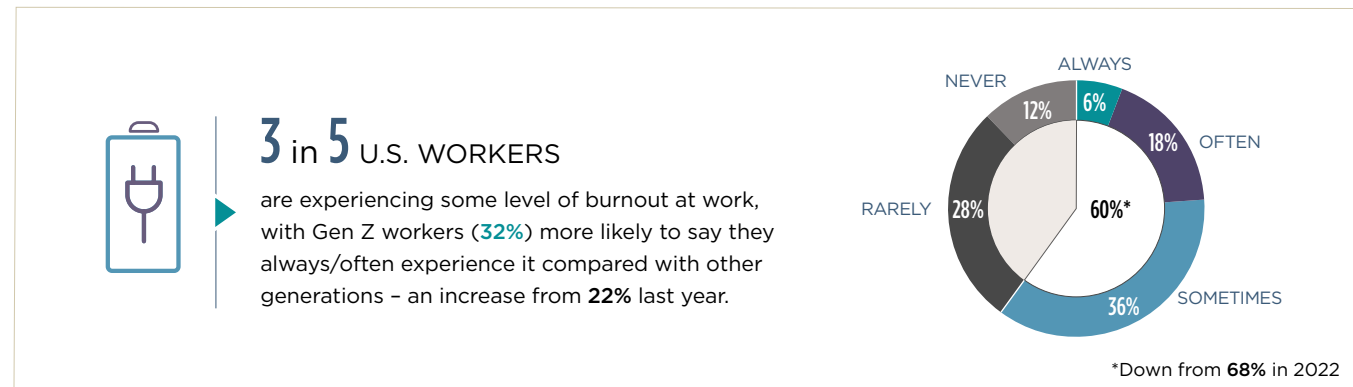 3 in 5 U.S. WORKERS
are experiencing some level of burnout at work,
with Gen Z workers (32%) more likely to say they
always/often experience it compared with other
generations – an increase from 22% last year.
ALWAYS
NEVER
12%
6%
18%
OFTEN
RARELY
28%
60%*
36%
SOMETIMES
*Down from 68% in 2022